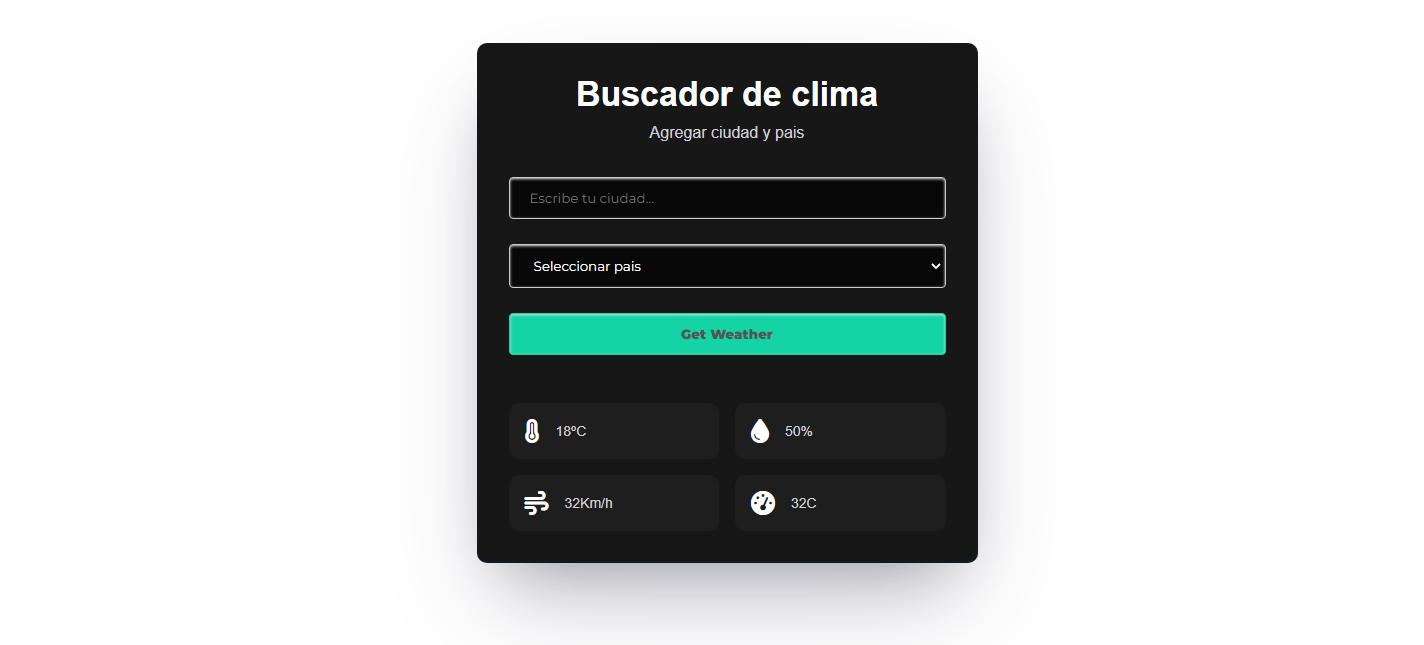 Buscador de clima
Agregar ciudad y pais
Escribe tu ciudad...
Seleccionar pais
Get Weather
18ºC
50%
32Km/h
32C